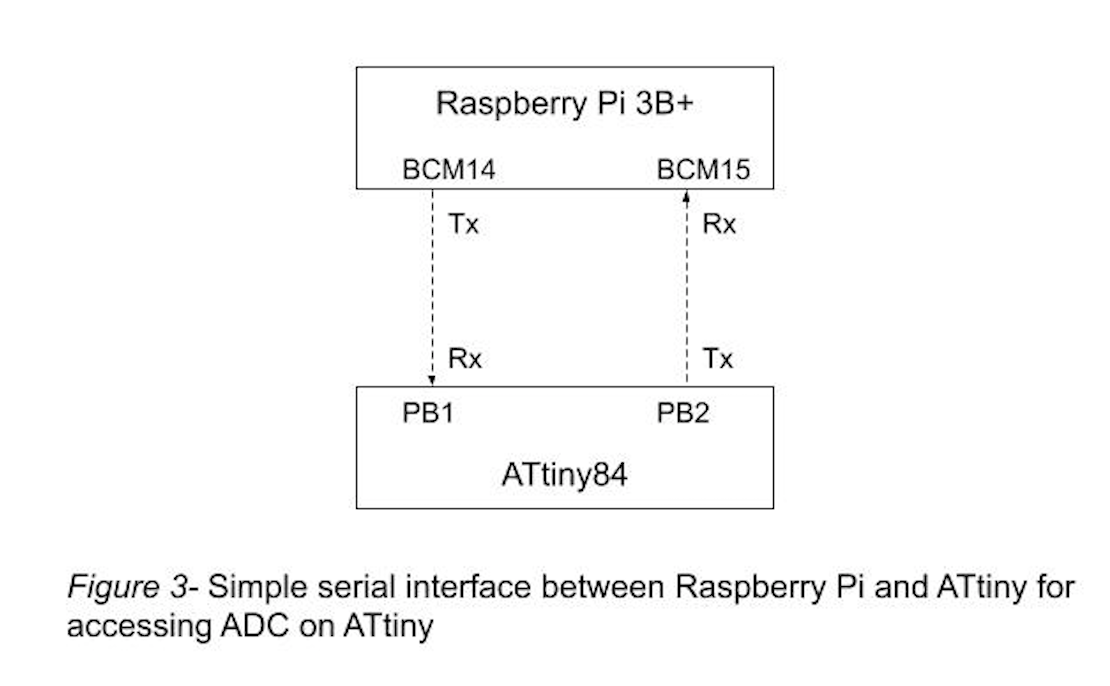 Raspberry Pi 3B+
BCM14 BCM15
Tx Rx
Rx Tx
PB1 PB2
ATtiny84
Figure 3- Simple serial interface between Raspberry Pi and ATtiny for
accessing ADC on ATtiny